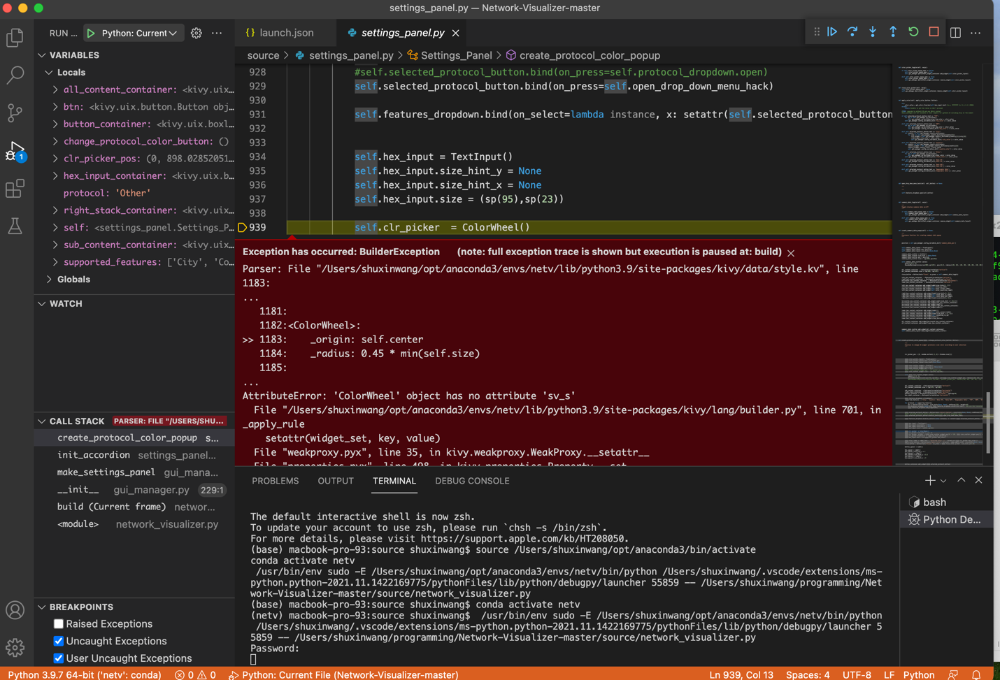 settings_panel.py — Network-Visualizer-master
RUN ...
Python: Current
{} launch.json
settings_panel.py
source > settings_panel.py > Settings_Panel > create_protocol_color_popup
VARIABLES
Locals
all_content_container: <kivy.uix...
btn: <kivy.uix.button.Button obj...
button_container: <kivy.uix.boxl...
change_protocol_color_button: ()
clr_picker_pos: (0, 898.02852051...
hex_input_container: <kivy.uix.b...
protocol: 'Other'
right_stack_container: <kivy.uix...
self: <settings_panel.Settings_P...
sub_content_container: <kivy.uix...
supported_features: ['City', 'Co...
Globals
WATCH
CALL STACK PARSER: FILE "/USERS/SHU...
create_protocol_color_popup s...
init_accordion settings_panel...
make_settings_panel gui_mana...
__init__ gui_manager.py 229:1
build (Current frame) networ...
<module> network_visualizer.py
BREAKPOINTS
Raised Exceptions
Uncaught Exceptions
User Uncaught Exceptions
1
928 #self.selected_protocol_button.bind(on_press=self.protocol_dropdown.open)
929 self.selected_protocol_button.bind(on_press=self.open_drop_down_menu_hack)
930
931 self.features_dropdown.bind(on_select=lambda instance, x: setattr(self.selected_protocol_button
932
933
934 self.hex_input = TextInput()
935 self.hex_input.size_hint_y = None
936 self.hex_input.size_hint_x = None
937 self.hex_input.size = (sp(95),sp(23))
938
939 self.clr_picker  = ColorWheel()
Exception has occurred: BuilderException (note: full exception trace is shown but execution is paused at: build)
Parser: File "/Users/shuxinwang/opt/anaconda3/envs/netv/lib/python3.9/site-packages/kivy/data/style.kv", line
1183:
...
1181:
1182:<ColorWheel>:
>> 1183:    _origin: self.center
1184:    _radius: 0.45 * min(self.size)
1185:
...
AttributeError: 'ColorWheel' object has no attribute 'sv_s'
File "/Users/shuxinwang/opt/anaconda3/envs/netv/lib/python3.9/site-packages/kivy/lang/builder.py", line 701, in
_apply_rule
setattr(widget_set, key, value)
File "weakproxy.pyx", line 35, in kivy.weakproxy.WeakProxy.__setattr__
File "properties.pyx", line 498, in kivy.properties.Property.__set__
PROBLEMS OUTPUT TERMINAL DEBUG CONSOLE
bash
Python De...
The default interactive shell is now zsh.
To update your account to use zsh, please run `chsh -s /bin/zsh`.
For more details, please visit https://support.apple.com/kb/HT208050.
(base) macbook-pro-93:source shuxinwang$ source /Users/shuxinwang/opt/anaconda3/bin/activate
conda activate netv
/usr/bin/env sudo -E /Users/shuxinwang/opt/anaconda3/envs/netv/bin/python /Users/shuxinwang/.vscode/extensions/ms-
python.python-2021.11.1422169775/pythonFiles/lib/python/debugpy/launcher 55859 -- /Users/shuxinwang/programming/Net
work-Visualizer-master/source/network_visualizer.py
(base) macbook-pro-93:source shuxinwang$ conda activate netv
(netv) macbook-pro-93:source shuxinwang$  /usr/bin/env sudo -E /Users/shuxinwang/opt/anaconda3/envs/netv/bin/python
/Users/shuxinwang/.vscode/extensions/ms-python.python-2021.11.1422169775/pythonFiles/lib/python/debugpy/launcher 5
5859 -- /Users/shuxinwang/programming/Network-Visualizer-master/source/network_visualizer.py
Password:
Python 3.9.7 64-bit ('netv': conda) 0 0 Python: Current File (Network-Visualizer-master) Ln 939, Col 13 Spaces: 4 UTF-8 LF Python